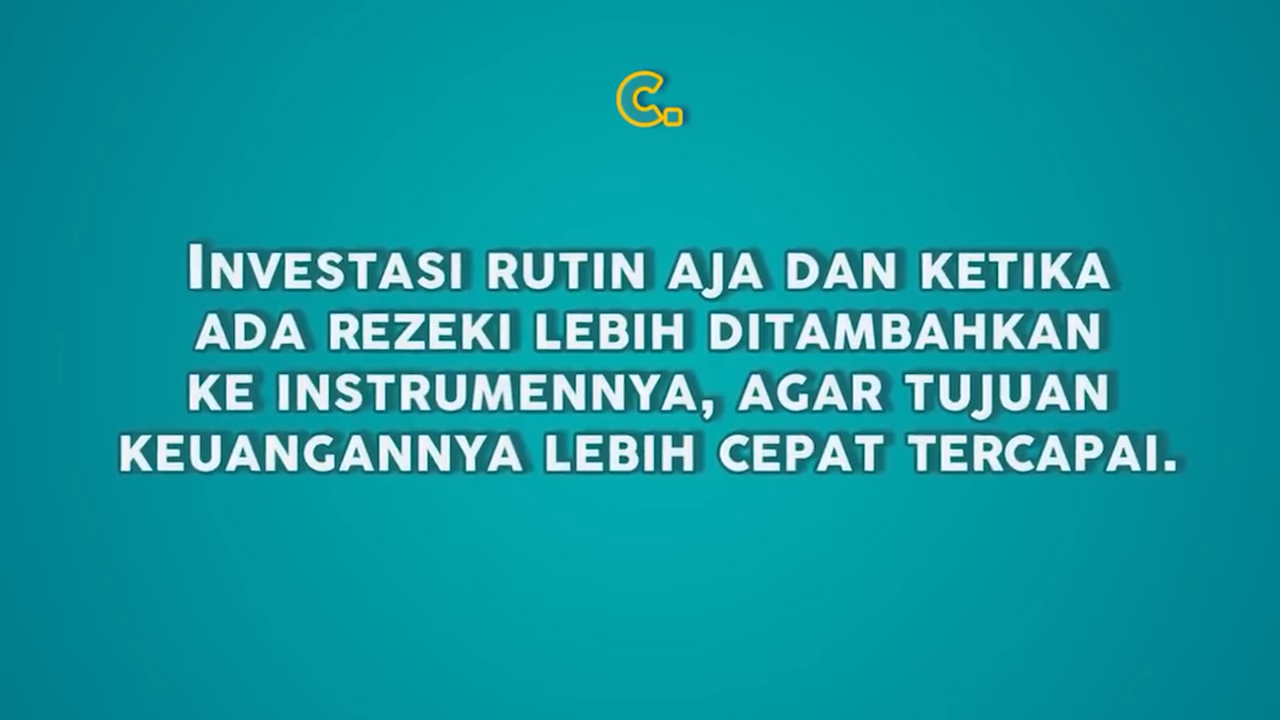 C.
Investasi rutin aja dan ketika
ada rezeki lebih ditambahkan
ke instrumennya, agar tujuan
keuangannya lebih cepat tercapai.